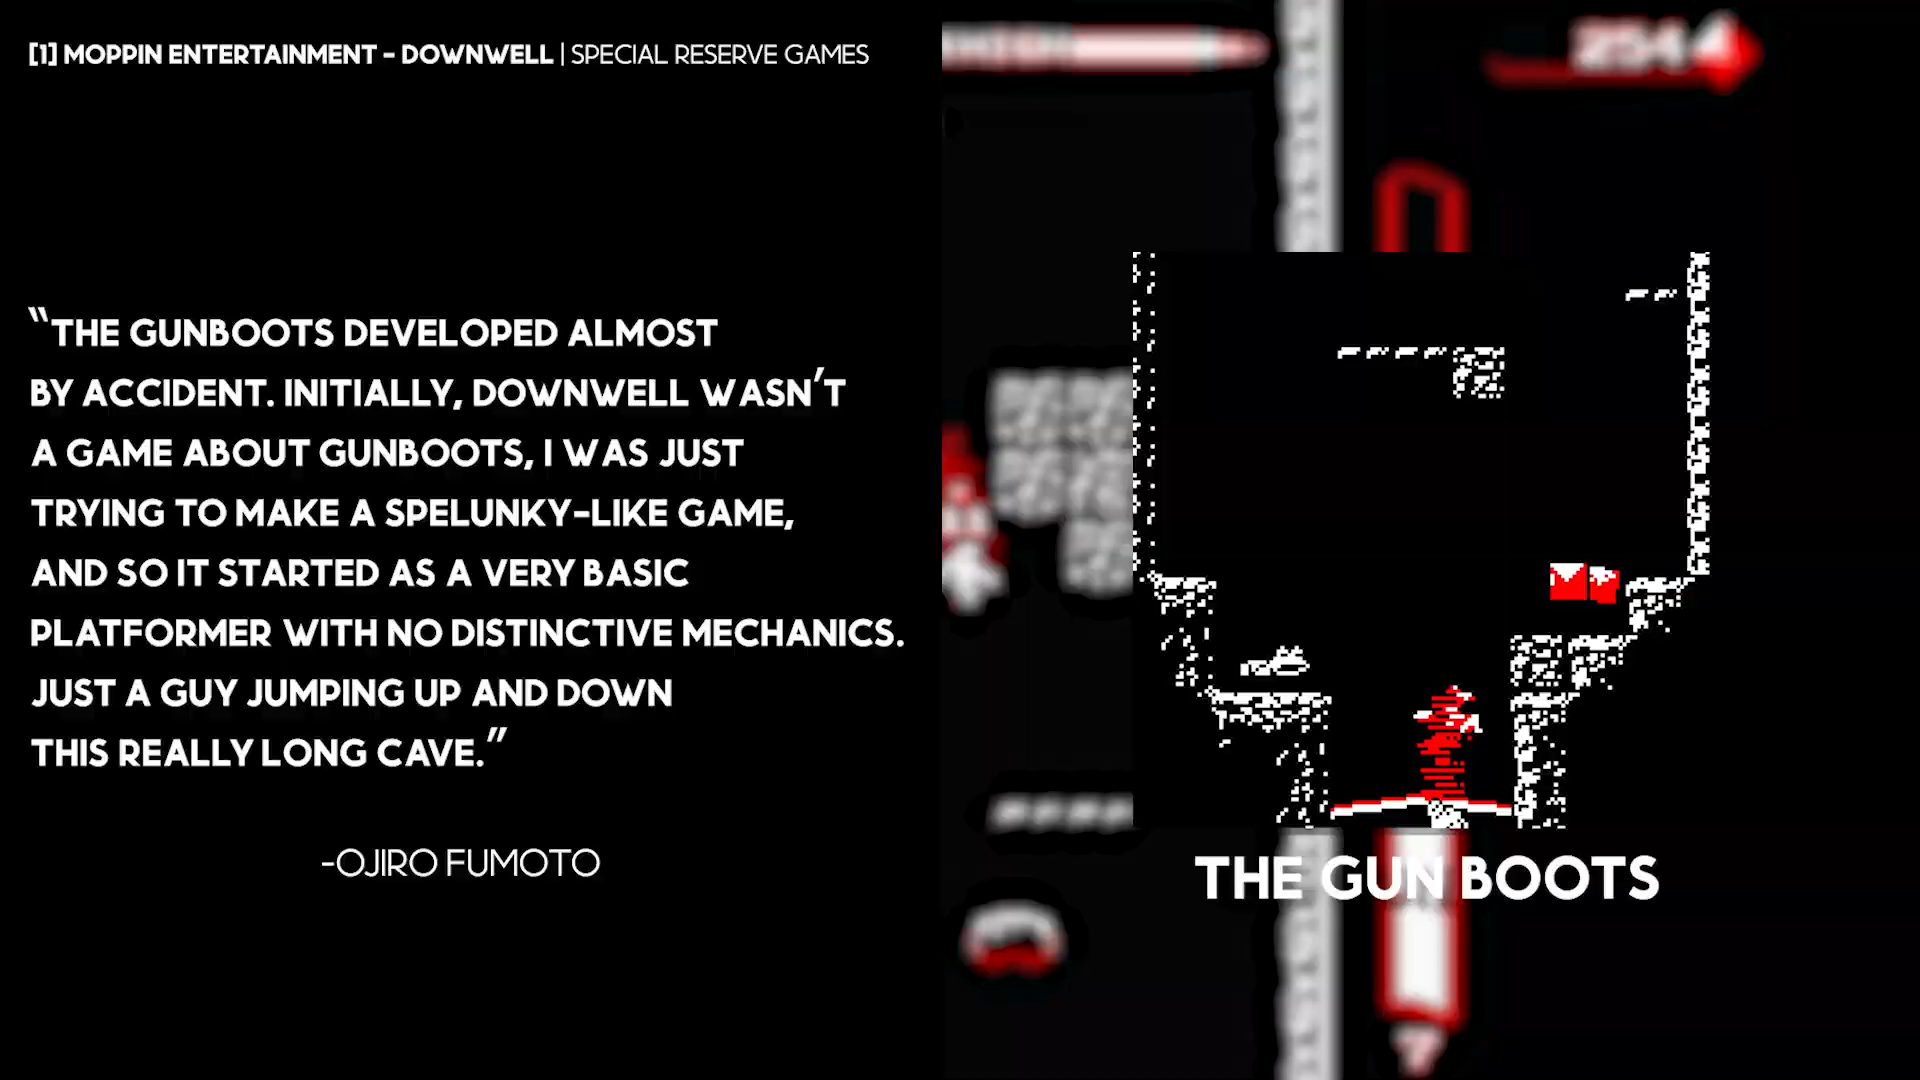 [1] MOPPIN ENTERTAINMENT - DOWNWELL | SPECIAL RESERVE GAMES
"THE GUNBOOTS DEVELOPED ALMOST
BY ACCIDENT. INITIALLY, DOWNWELL WASN'T
A GAME ABOUT GUNBOOTS, I WAS JUST
TRYING TO MAKE A SPELUNKY-LIKE GAME,
AND SO IT STARTED AS A VERY BASIC
PLATFORMER WITH NO DISTINCTIVE MECHANICS.
JUST A GUY JUMPING UP AND DOWN
THIS REALLY LONG CAVE."
-OJIRO FUMOTO
2544
THE GUN BOOTS
7